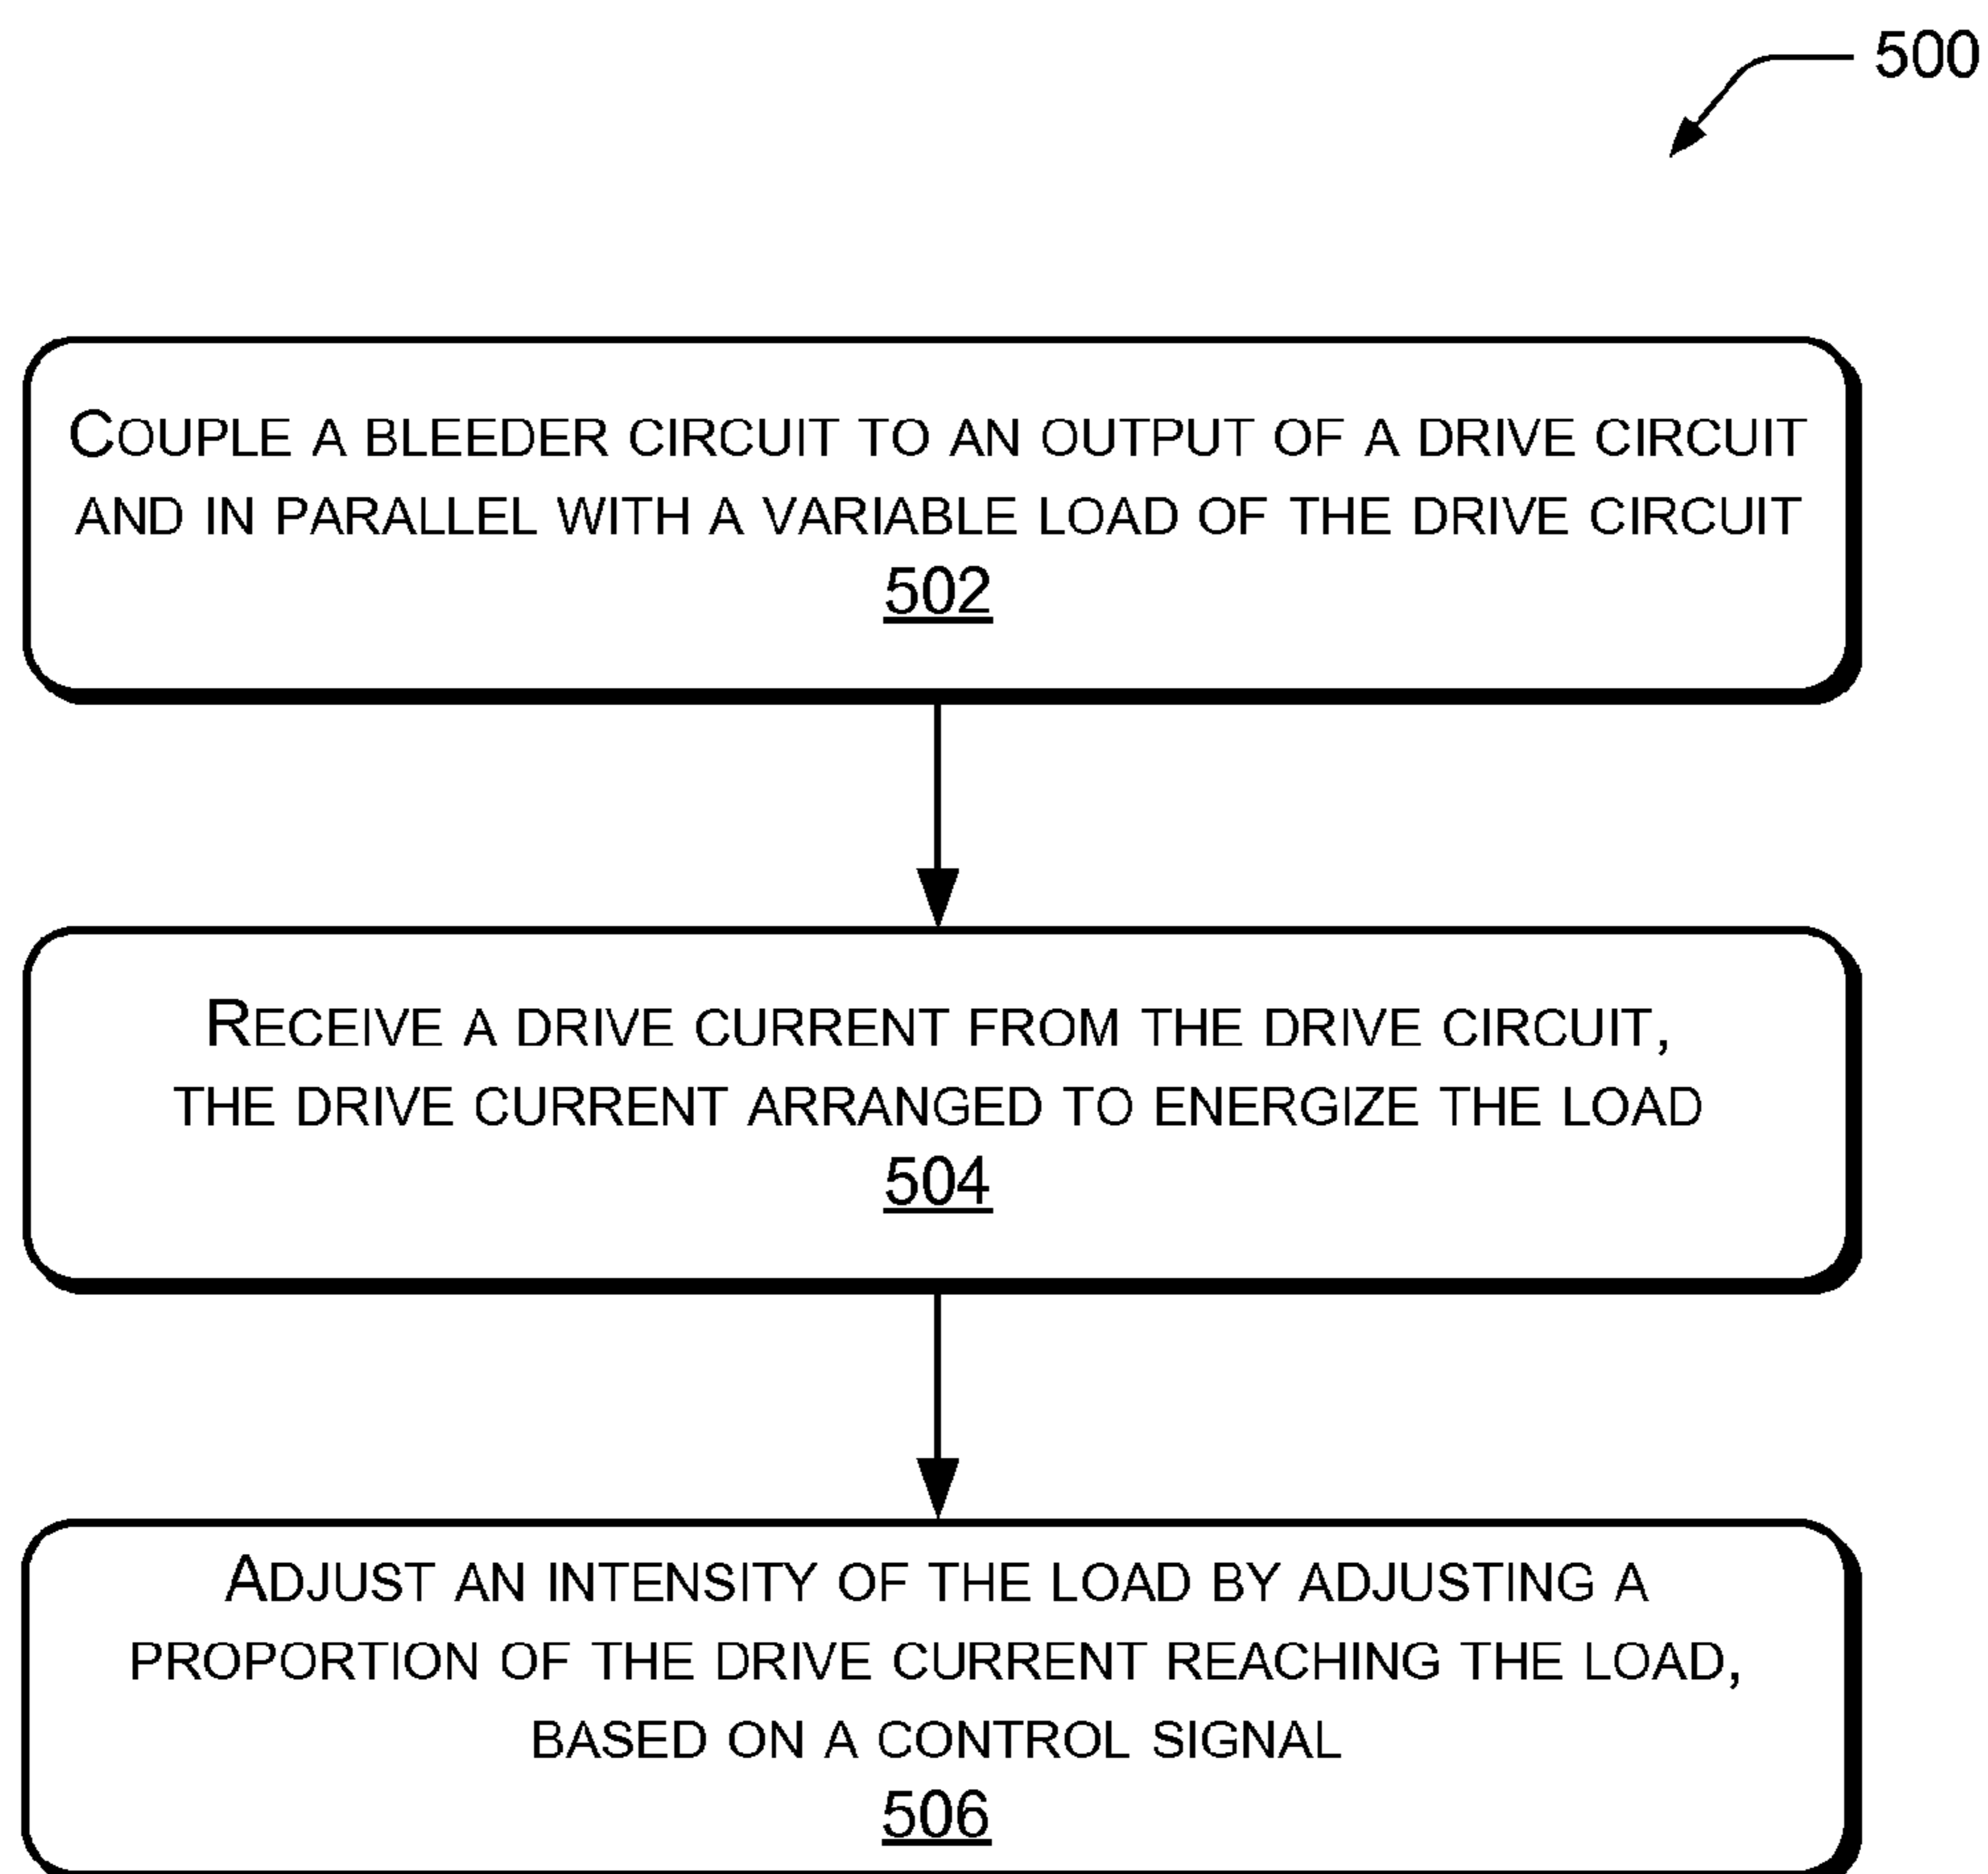 500
COUPLE A BLEEDER CIRCUIT TO AN OUTPUT OF A DRIVE CIRCUIT
AND IN PARALLEL WITH A VARIABLE LOAD OF THE DRIVE CIRCUIT
502
RECEIVE A DRIVE CURRENT FROM THE DRIVE CIRCUIT,
THE DRIVE CURRENT ARRANGED TO ENERGIZE THE LOAD
504
ADJUST AN INTENSITY OF THE LOAD BY ADJUSTING A
PROPORTION OF THE DRIVE CURRENT REACHING THE LOAD,
BASED ON A CONTROL SIGNAL
506